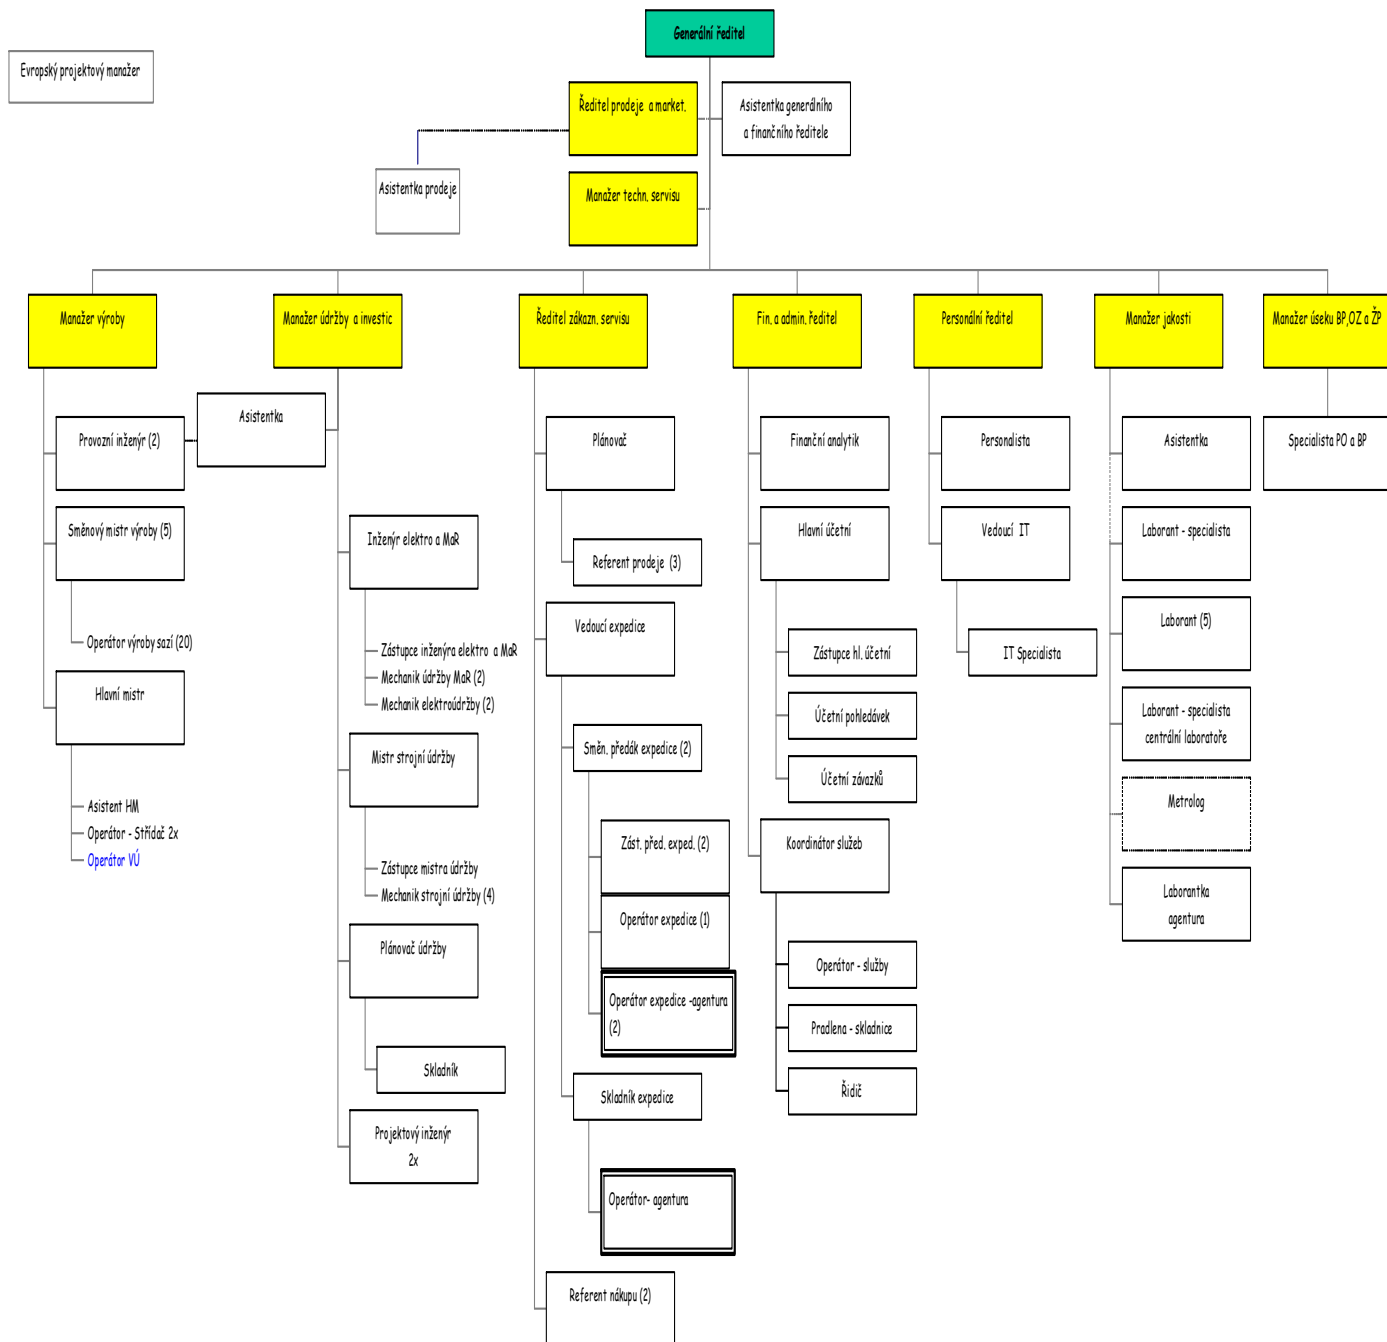 Generální ředitel
Evropský projektový manažer
Ředitel prodeje a market.
Asistentka generálního
a finančního ředitele
Asistentka prodeje
Manažer techn. servisu
Manažer výroby
Manažer údržby a investic
Ředitel zákazn. servisu
Fin. a admin. ředitel
Personální ředitel
Manažer jakosti
Manažer úseku BP,OZ a ŽP
Provozní inženýr (2)
Asistentka
Směnový mistr výroby (5)
Operátor výroby sazí (20)
Hlavní mistr
Asistent HM
Operátor - Střídač 2x
Operátor VÚ
Inženýr elektro a MaR
Zástupce inženýra elektro a MaR
Mechanik údržby MaR (2)
Mechanik elektroúdržby (2)
Mistr strojní údržby
Zástupce mistra údržby
Mechanik strojní údržby (4)
Plánovač údržby
Skladník
Projektový inženýr
2x
Plánovač
Referent prodeje (3)
Vedoucí expedice
Směn. předák expedice (2)
Zást. před. exped. (2)
Operátor expedice (1)
Operátor expedice -agentura
(2)
Skladník expedice
Operátor- agentura
Referent nákupu (2)
Finanční analytik
Hlavní účetní
Zástupce hl. účetní
Účetní pohledávek
Účetní závazků
Koordinátor služeb
Operátor - služby
Pradlena - skladnice
Řidič
Personalista
Vedoucí IT
IT Specialista
Asistentka
Laborant - specialista
Laborant (5)
Laborant - specialista
centrální laboratoře
Metrolog
Laborantka
agentura
Specialista PO a BP